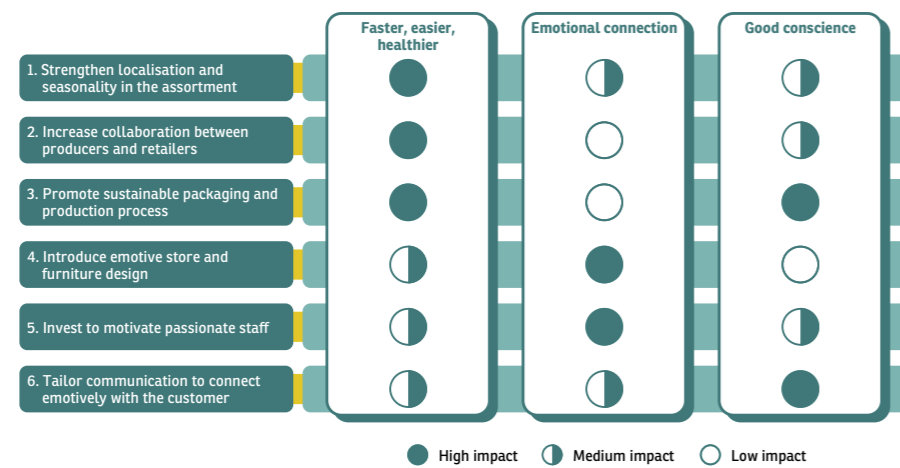 Faster, easier,
healthier
Emotional connection
Good conscience
1. Strengthen localisation and
seasonality in the assortment
2. Increase collaboration between
producers and retailers
3. Promote sustainable packaging and
production process
4. Introduce emotive store and
furniture design
5. Invest to motivate passionate staff
6. Tailor communication to connect
emotively with the customer
High impact
Medium impact
Low impact